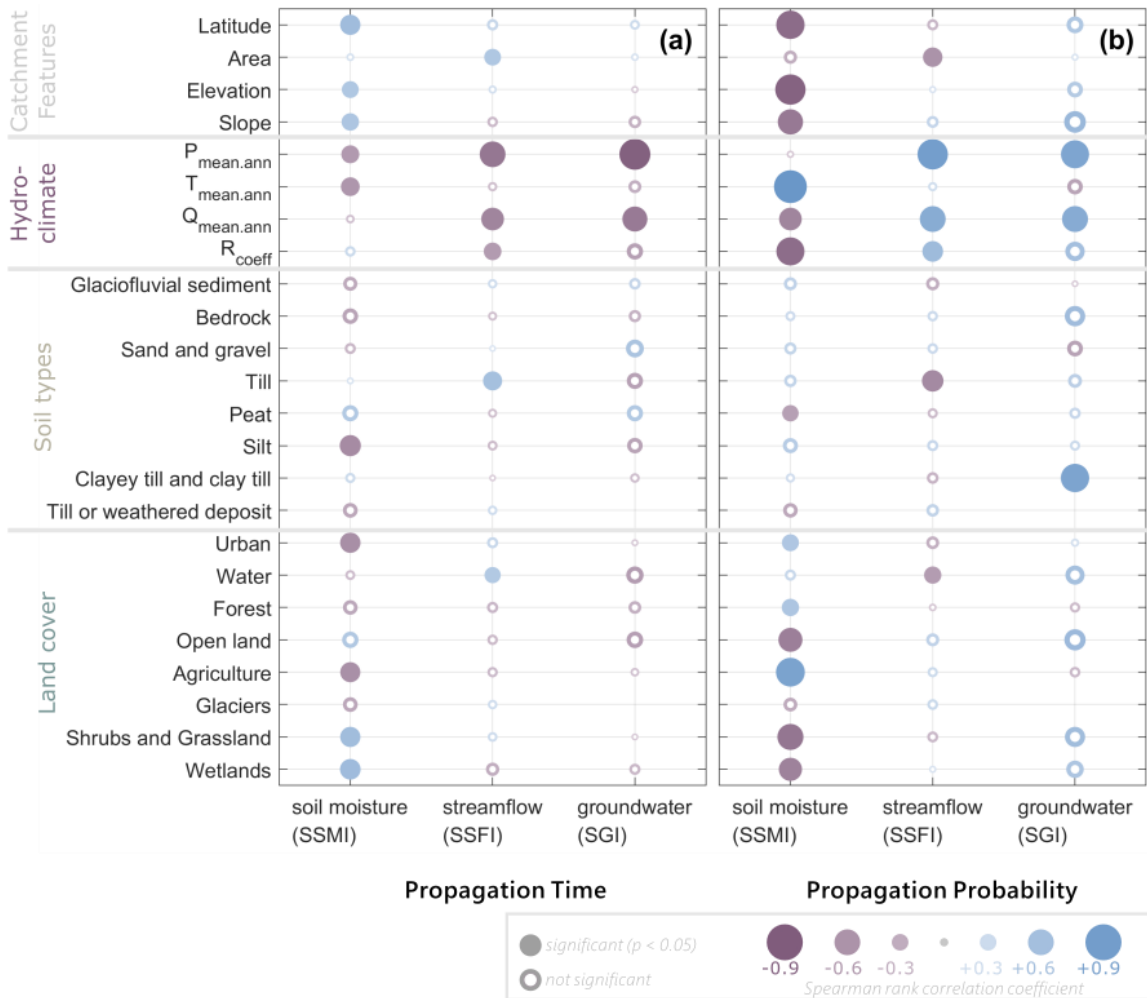 Catchment
Features
Latitude
Area
Elevation
Slope
(a)
(b)
Hydro-
climate
P mean.ann
T mean.ann
Q mean.ann
R coeff
Soil types
Glaciofluvial sediment
Bedrock
Sand and gravel
Till
Peat
Silt
Clayey till and clay till
Till or weathered deposit
Land cover
Urban
Water
Forest
Open land
Agriculture
Glaciers
Shrubs and Grassland
Wetlands
soil moisture streamflow groundwater soil moisture streamflow groundwater
(SSMI) (SSFI) (SGI) (SSMI) (SSFI) (SGI)
Propagation Time Propagation Probability
significant (p < 0.05)
not significant
-0.9 -0.6 -0.3 +0.3 +0.6 +0.9
Spearman rank correlation coefficient